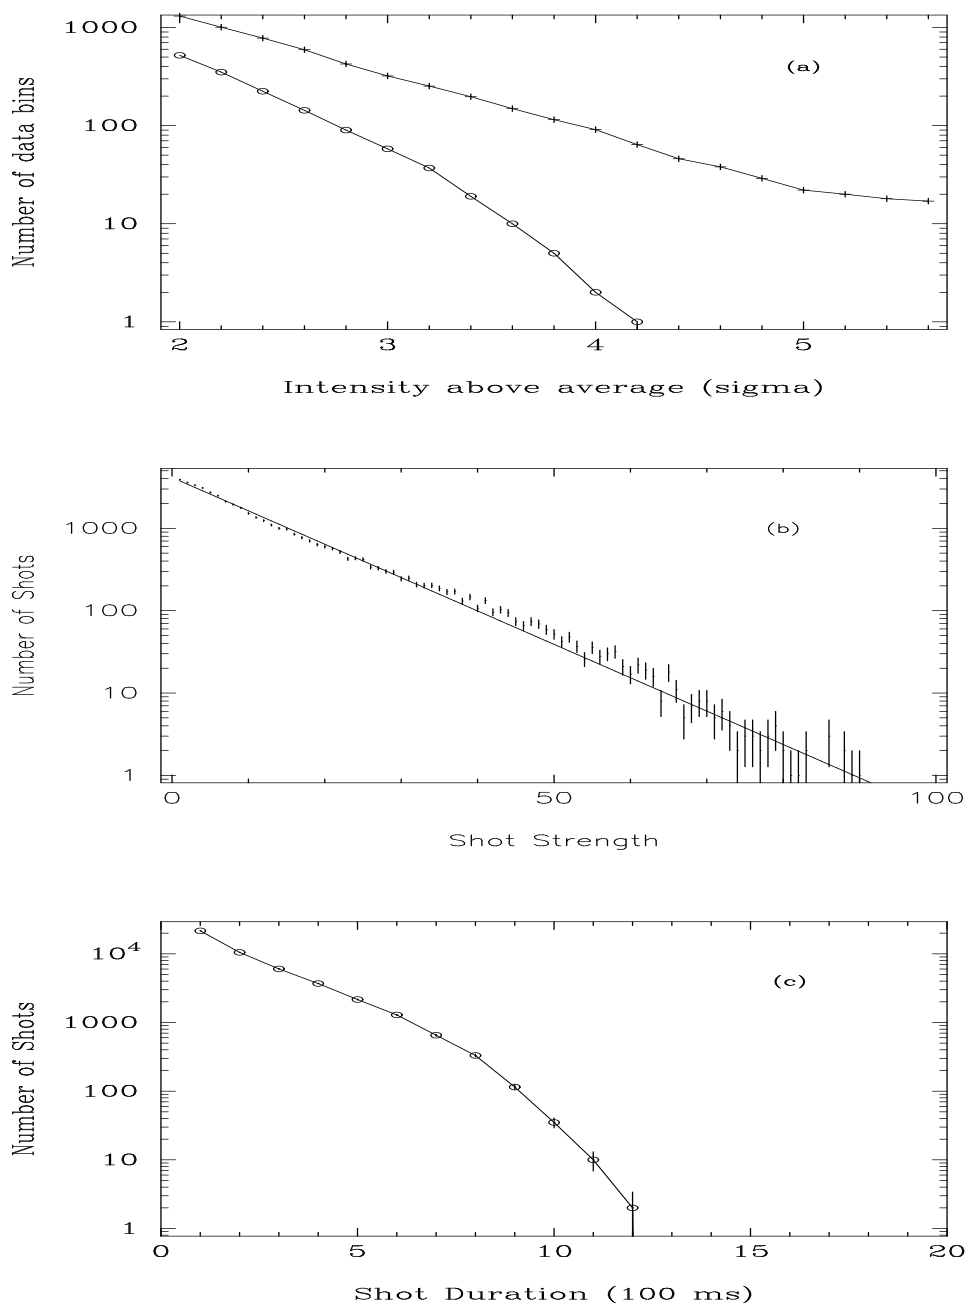 Number of data bins
1000
100
10
1
(a)
2 3 4 5
Intensity above average (sigma)
Number of Shots
1000
100
10
1
(b)
0 50 100
Shot Strength
Number of Shots
10⁴
1000
100
10
1
(c)
0 5 10 15 20
Shot Duration (100 ms)